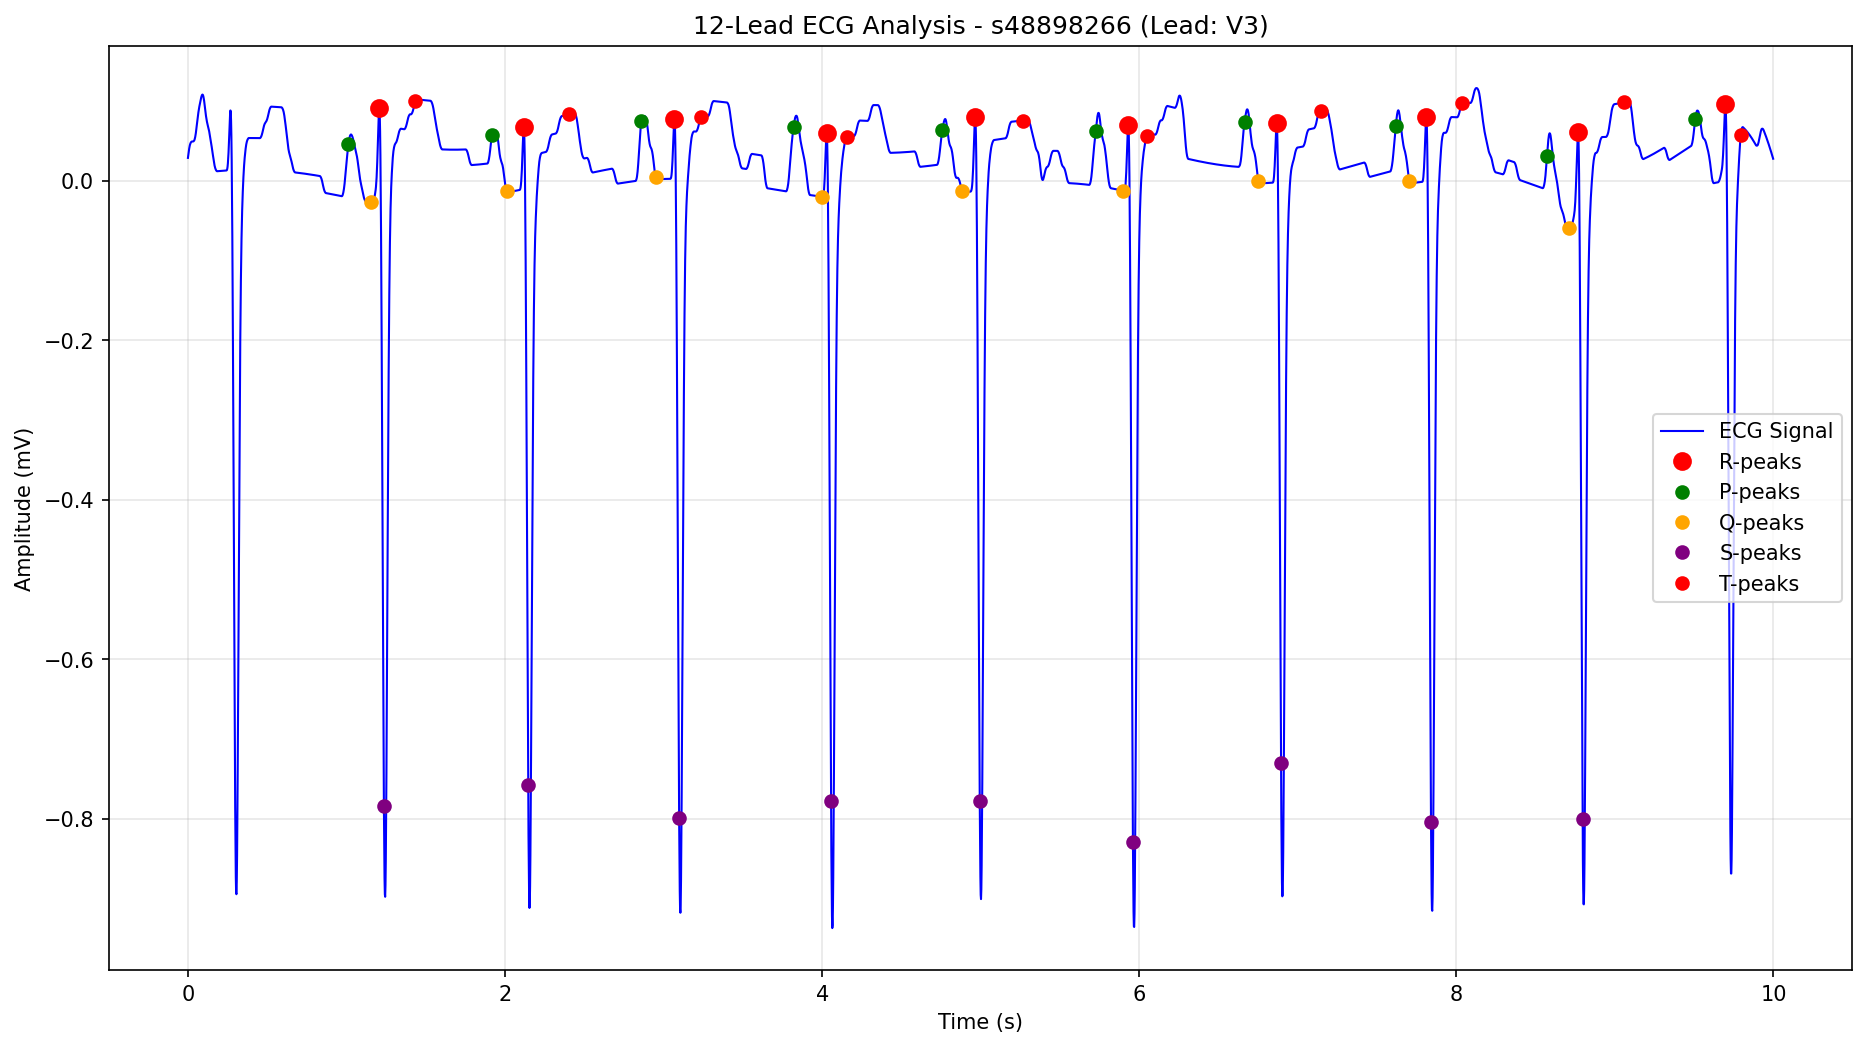 12-Lead ECG Analysis - s48898266 (Lead: V3)
Amplitude (mV)
0.0
−0.2
−0.4
−0.6
−0.8
ECG Signal
R-peaks
P-peaks
Q-peaks
S-peaks
T-peaks
0 2 4 6 8 10
Time (s)